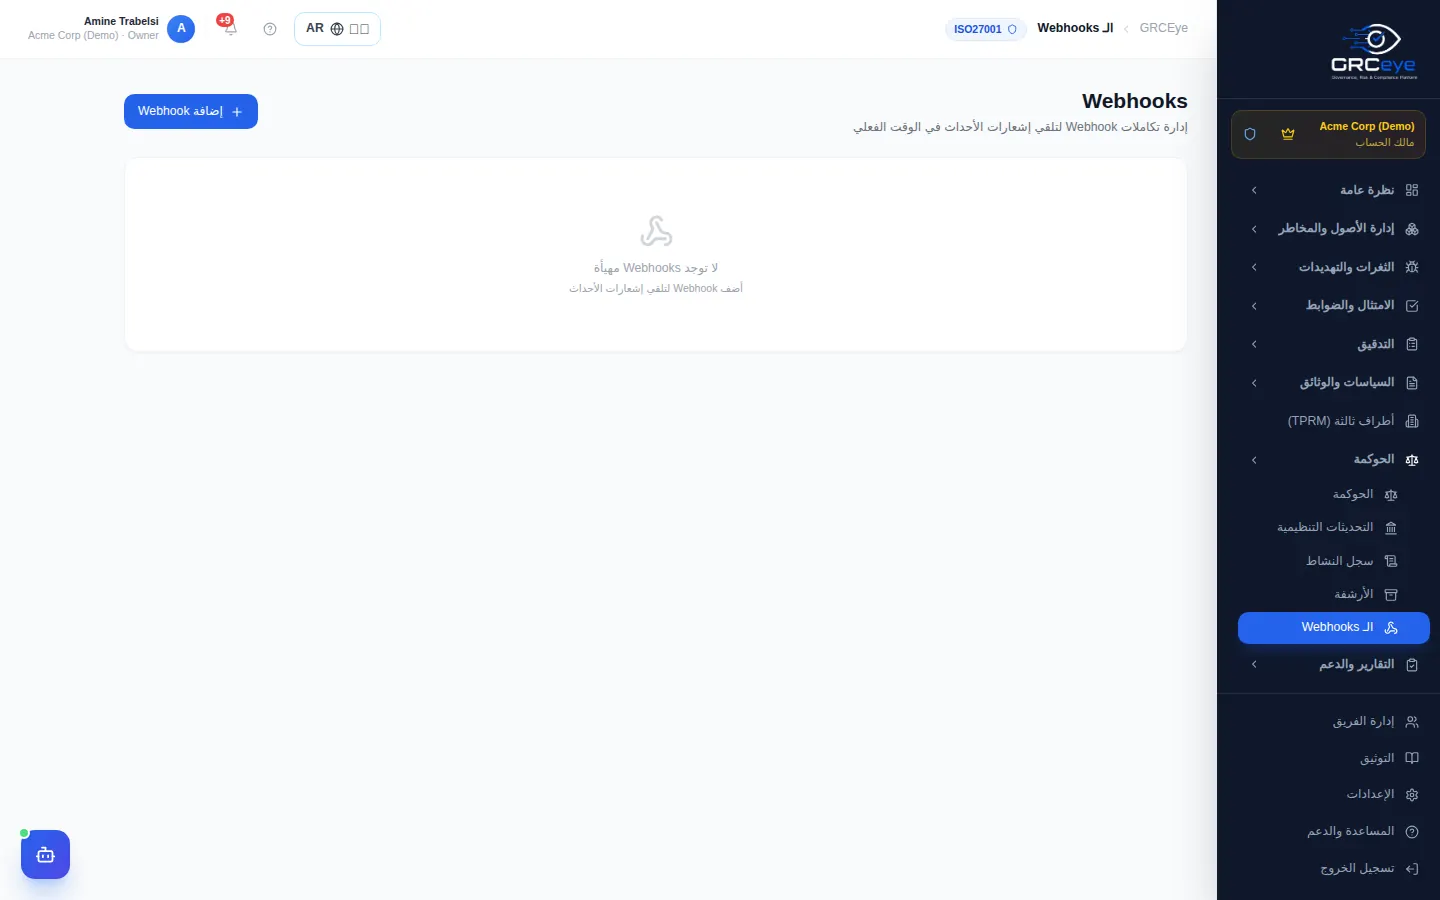 GRCeye
Governance, Risk & Compliance Platform
Acme Corp (Demo)
مالك الحساب
نظرة عامة
إدارة الأصول والمخاطر
الثغرات والتهديدات
الامتثال والضوابط
التدقيق
السياسات والوثائق
أطراف ثالثة (TPRM)
الحوكمة
الحوكمة
التحديثات التنظيمية
سجل النشاط
الأرشفة
الـ Webhooks
التقارير والدعم
إدارة الفريق
التوثيق
الإعدادات
المساعدة والدعم
تسجيل الخروج
GRCEye
الـ Webhooks
ISO27001
AR
+9
A
Amine Trabelsi
Acme Corp (Demo) · Owner
Webhooks
إدارة تكاملات Webhook لتلقي إشعارات الأحداث في الوقت الفعلي
إضافة Webhook
لا توجد Webhooks مهيأة
أضف Webhook لتلقي إشعارات الأحداث